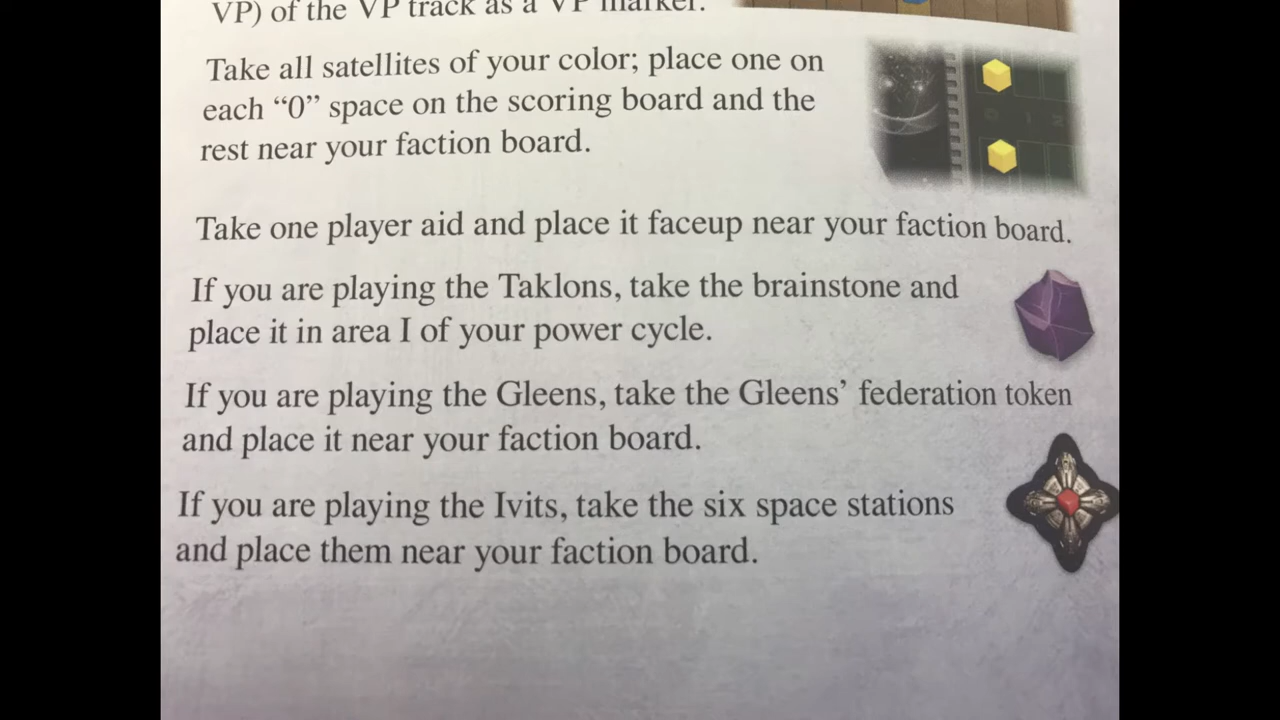 VP) of the VP track as a VP marker.
Take all satellites of your color; place one on
each “0” space on the scoring board and the
rest near your faction board.
Take one player aid and place it faceup near your faction board.
If you are playing the Taklons, take the brainstone and
place it in area I of your power cycle.
If you are playing the Gleens, take the Gleens’ federation token
and place it near your faction board.
If you are playing the Ivits, take the six space stations
and place them near your faction board.